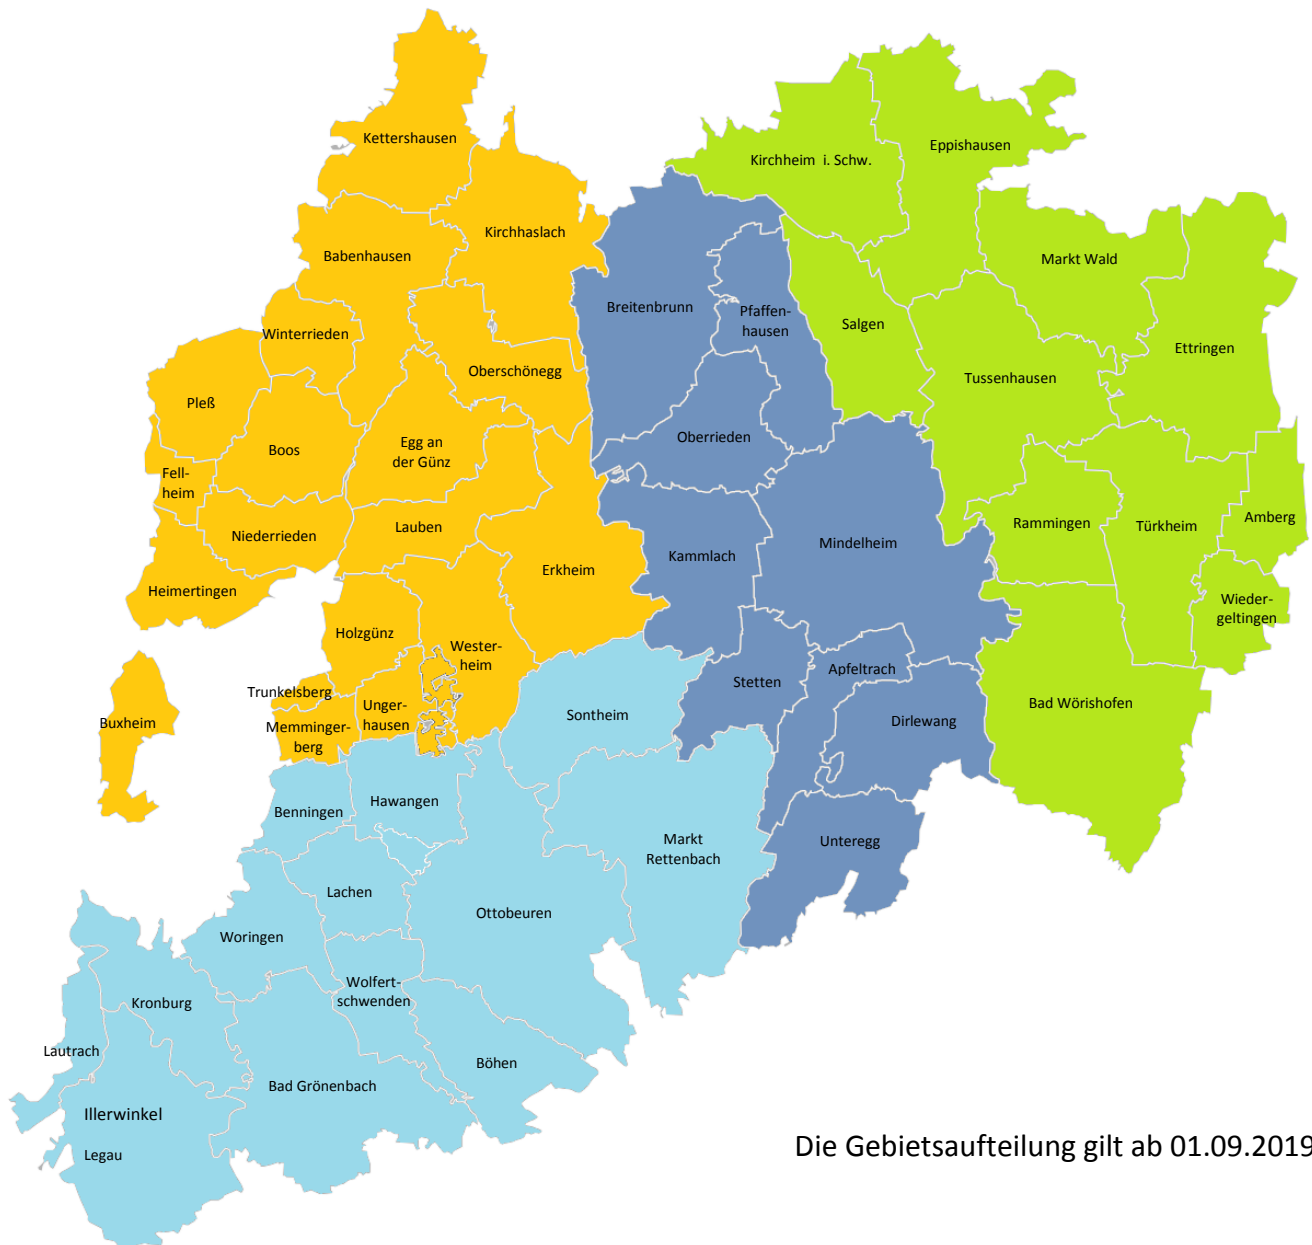 Kettershausen
Eppishausen
Kirchheim i. Schw.
Kirchhaslach
Babenhausen
Markt Wald
Breitenbrunn
Pfaffen-
hausen
Salgen
Winterrieden
Ettringen
Oberschönegg
Tussenhausen
Pleß
Oberrieden
Boos
Egg an
der Günz
Fell-
heim
Amberg
Rammingen
Türkheim
Lauben
Niederrieden
Mindelheim
Kammlach
Erkheim
Heimertingen
Wieder-
geltingen
Holzgünz
Wester-
heim
Apfeltrach
Stetten
Trunkelsberg
Unger-
hausen
Bad Wörishofen
Sontheim
Dirlewang
Buxheim
Memminger-
berg
Hawangen
Benningen
Markt
Rettenbach
Unteregg
Lachen
Ottobeuren
Woringen
Wolfert-
schwenden
Kronburg
Lautrach
Böhen
Bad Grönenbach
Illerwinkel
Legau
Die Gebietsaufteilung gilt ab 01.09.2019